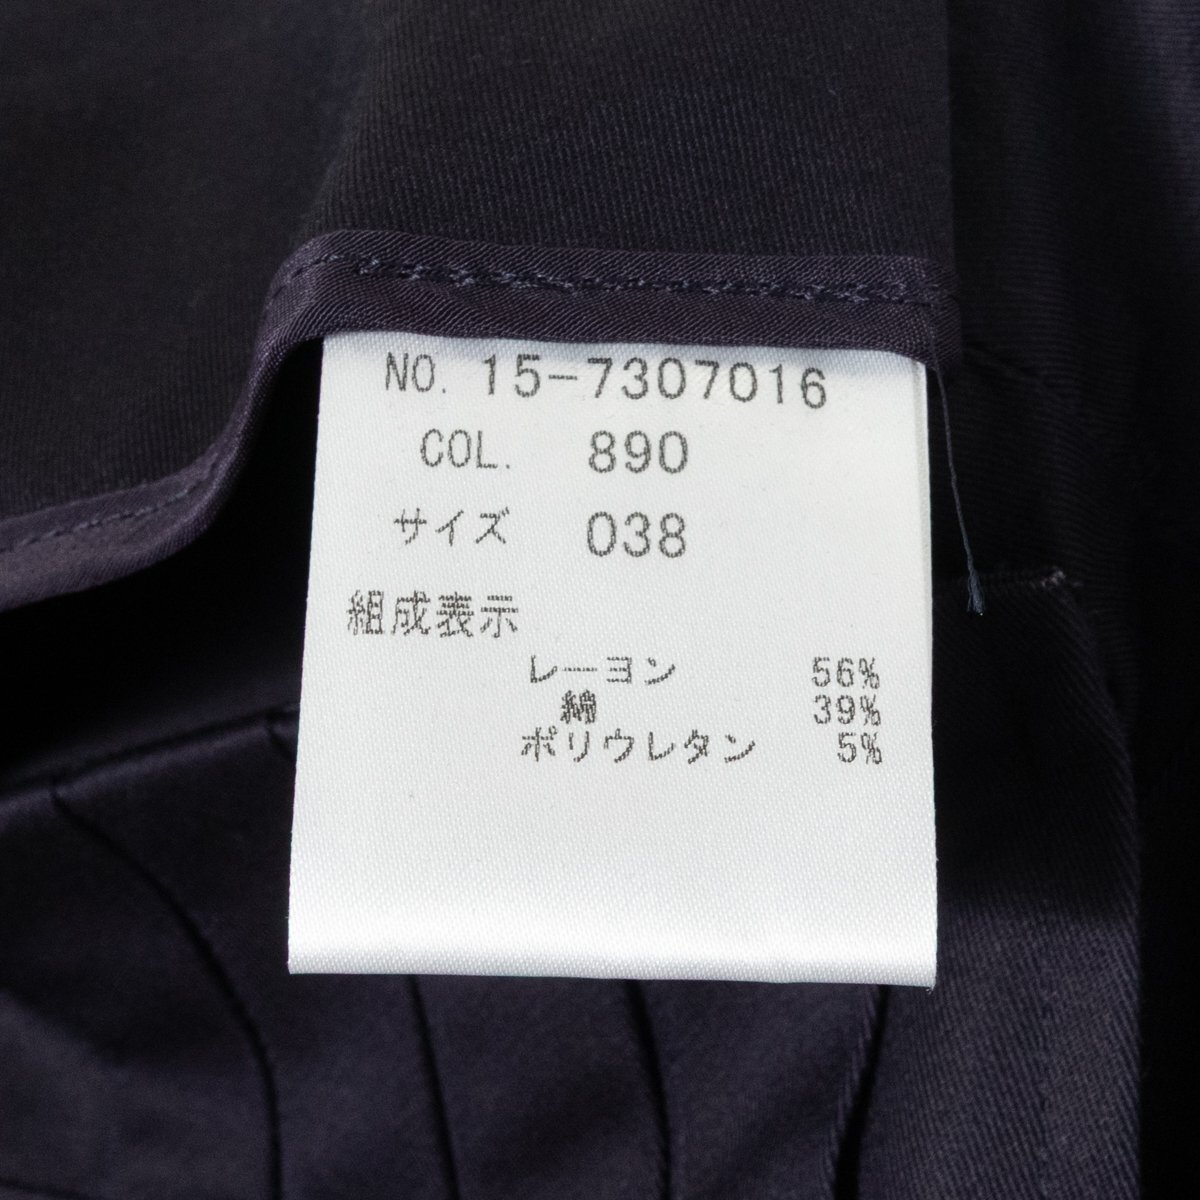 NO. 15-7307016
COL. 890
サイズ 038
組成表示
レーヨン 56%
綿 39%
ポリウレタン 5%